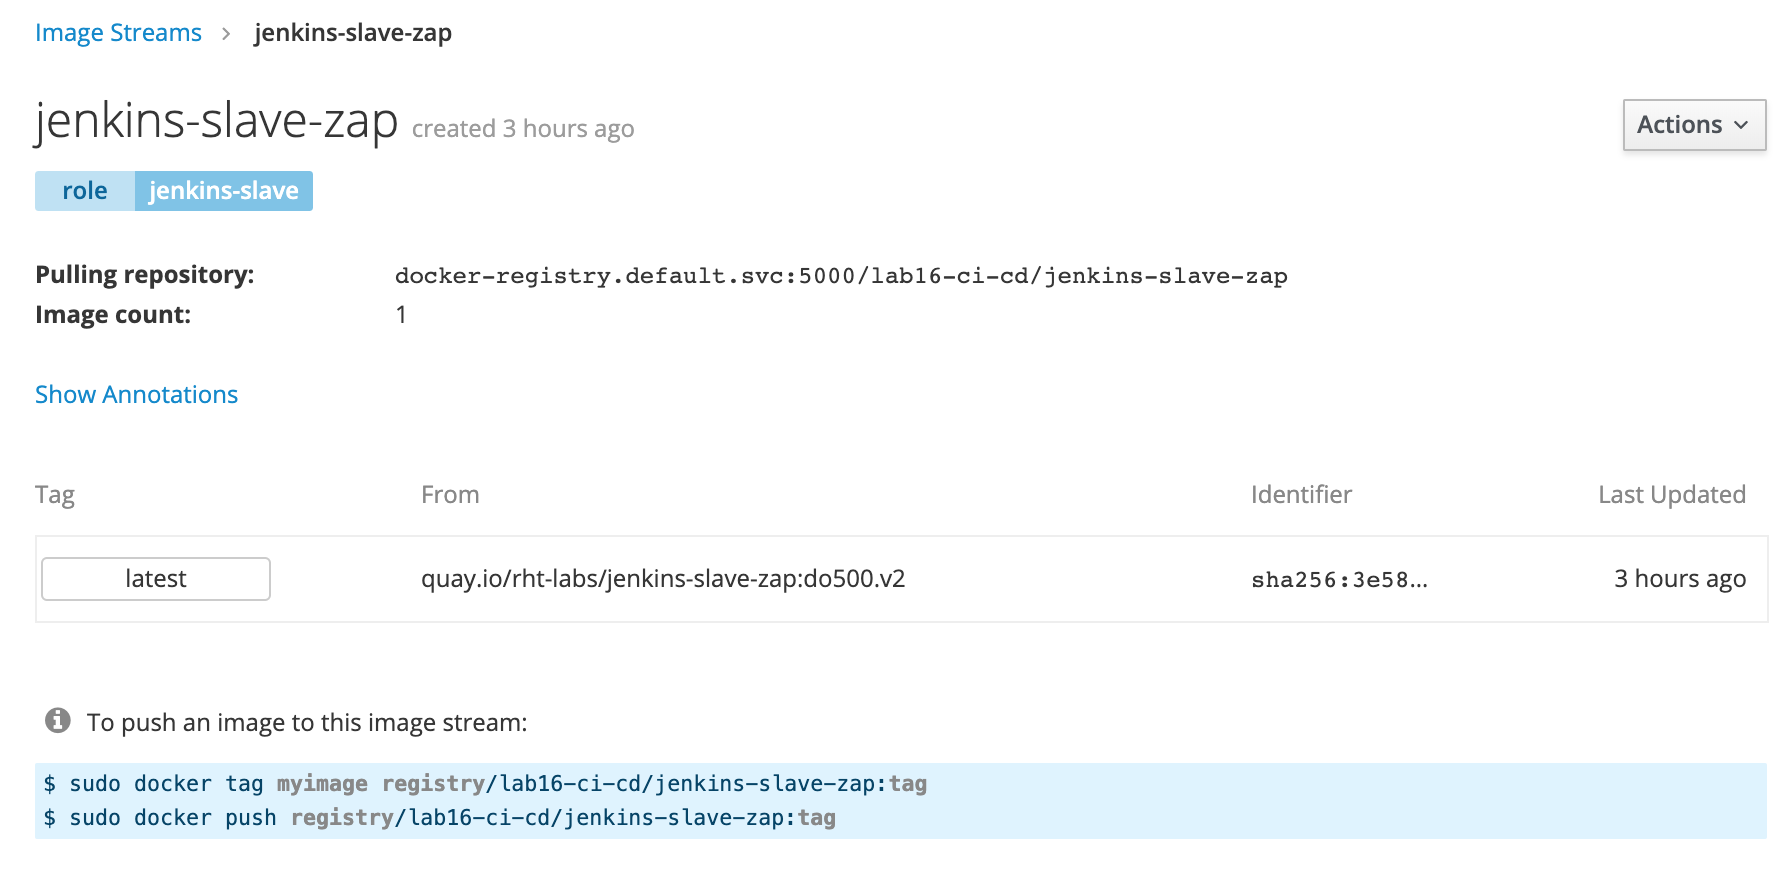 Image Streams > jenkins-slave-zap
jenkins-slave-zap created 3 hours ago
Actions
role jenkins-slave
Pulling repository: docker-registry.default.svc:5000/lab16-ci-cd/jenkins-slave-zap
Image count: 1
Show Annotations
Tag From Identifier Last Updated
latest quay.io/rht-labs/jenkins-slave-zap:do500.v2 sha256:3e58... 3 hours ago
To push an image to this image stream:
$ sudo docker tag myimage registry/lab16-ci-cd/jenkins-slave-zap:tag
$ sudo docker push registry/lab16-ci-cd/jenkins-slave-zap:tag